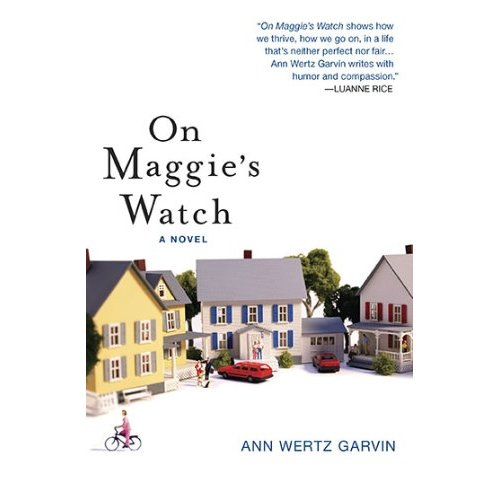 “On Maggie’s Watch shows how
we thrive, how we go on, in a life
that’s neither perfect nor fair...
Ann Wertz Garvin writes with
humor and compassion.”
—LUANNE RICE
On
Maggie’s
Watch
A NOVEL
ANN WERTZ GARVIN